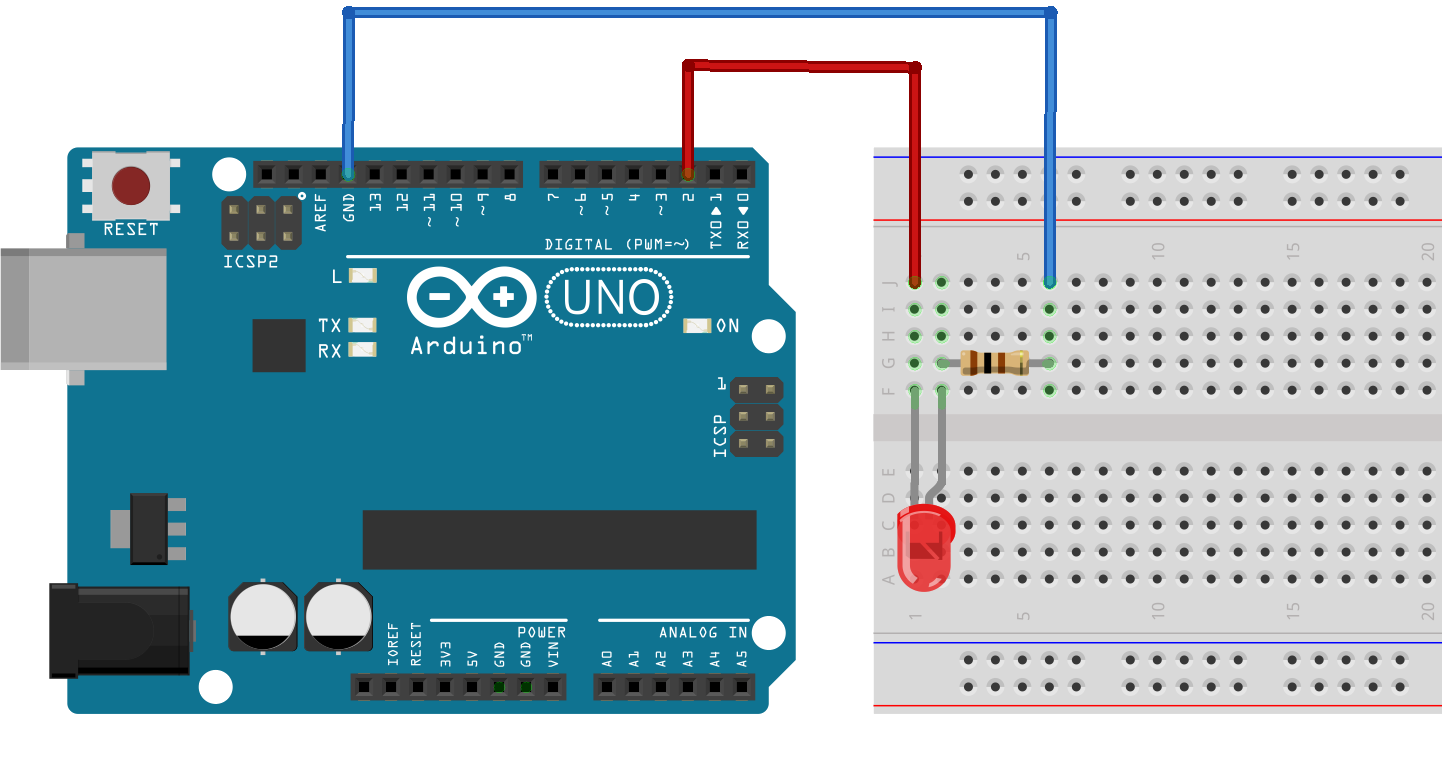 RESET
ICSP2
AREF
GND
13
12
~11
~10
~9
8
7
~6
~5
4
~3
2
TX0▶1
RX0◀0
DIGITAL (PWM=~)
L
TX
RX
UNO
ON
Arduino™
1
ICSP
IOREF
RESET
3V3
5V
GND
GND
VIN
POWER
A0
A1
A2
A3
A4
A5
ANALOG IN
5
10
15
20
J
I
H
G
F
E
D
C
B
A
1
5
10
15
20